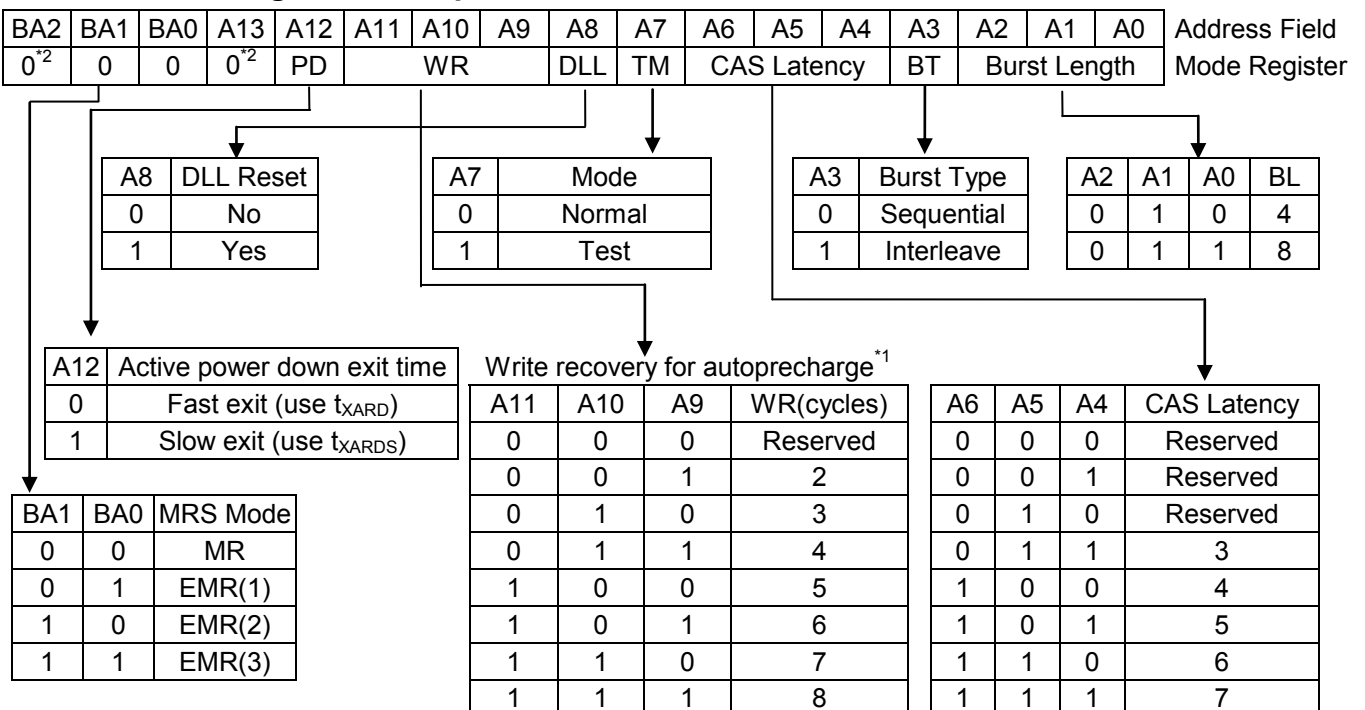 BA2 BA1 BA0 A13 A12 A11 A10 A9 A8 A7 A6 A5 A4 A3 A2 A1 A0 Address Field
0*2 0 0 0*2 PD WR DLL TM CAS Latency BT Burst Length Mode Register
A8 DLL Reset
0 No
1 Yes
A7 Mode
0 Normal
1 Test
A3 Burst Type
0 Sequential
1 Interleave
A2 A1 A0 BL
0 1 0 4
0 1 1 8
A12 Active power down exit time
0 Fast exit (use tXARD)
1 Slow exit (use tXARDS)
BA1 BA0 MRS Mode
0 0 MR
0 1 EMR(1)
1 0 EMR(2)
1 1 EMR(3)
Write recovery for autoprecharge*1
A11 A10 A9 WR(cycles)
0 0 0 Reserved
0 0 1 2
0 1 0 3
0 1 1 4
1 0 0 5
1 0 1 6
1 1 0 7
1 1 1 8
A6 A5 A4 CAS Latency
0 0 0 Reserved
0 0 1 Reserved
0 1 0 Reserved
0 1 1 3
1 0 0 4
1 0 1 5
1 1 0 6
1 1 1 7